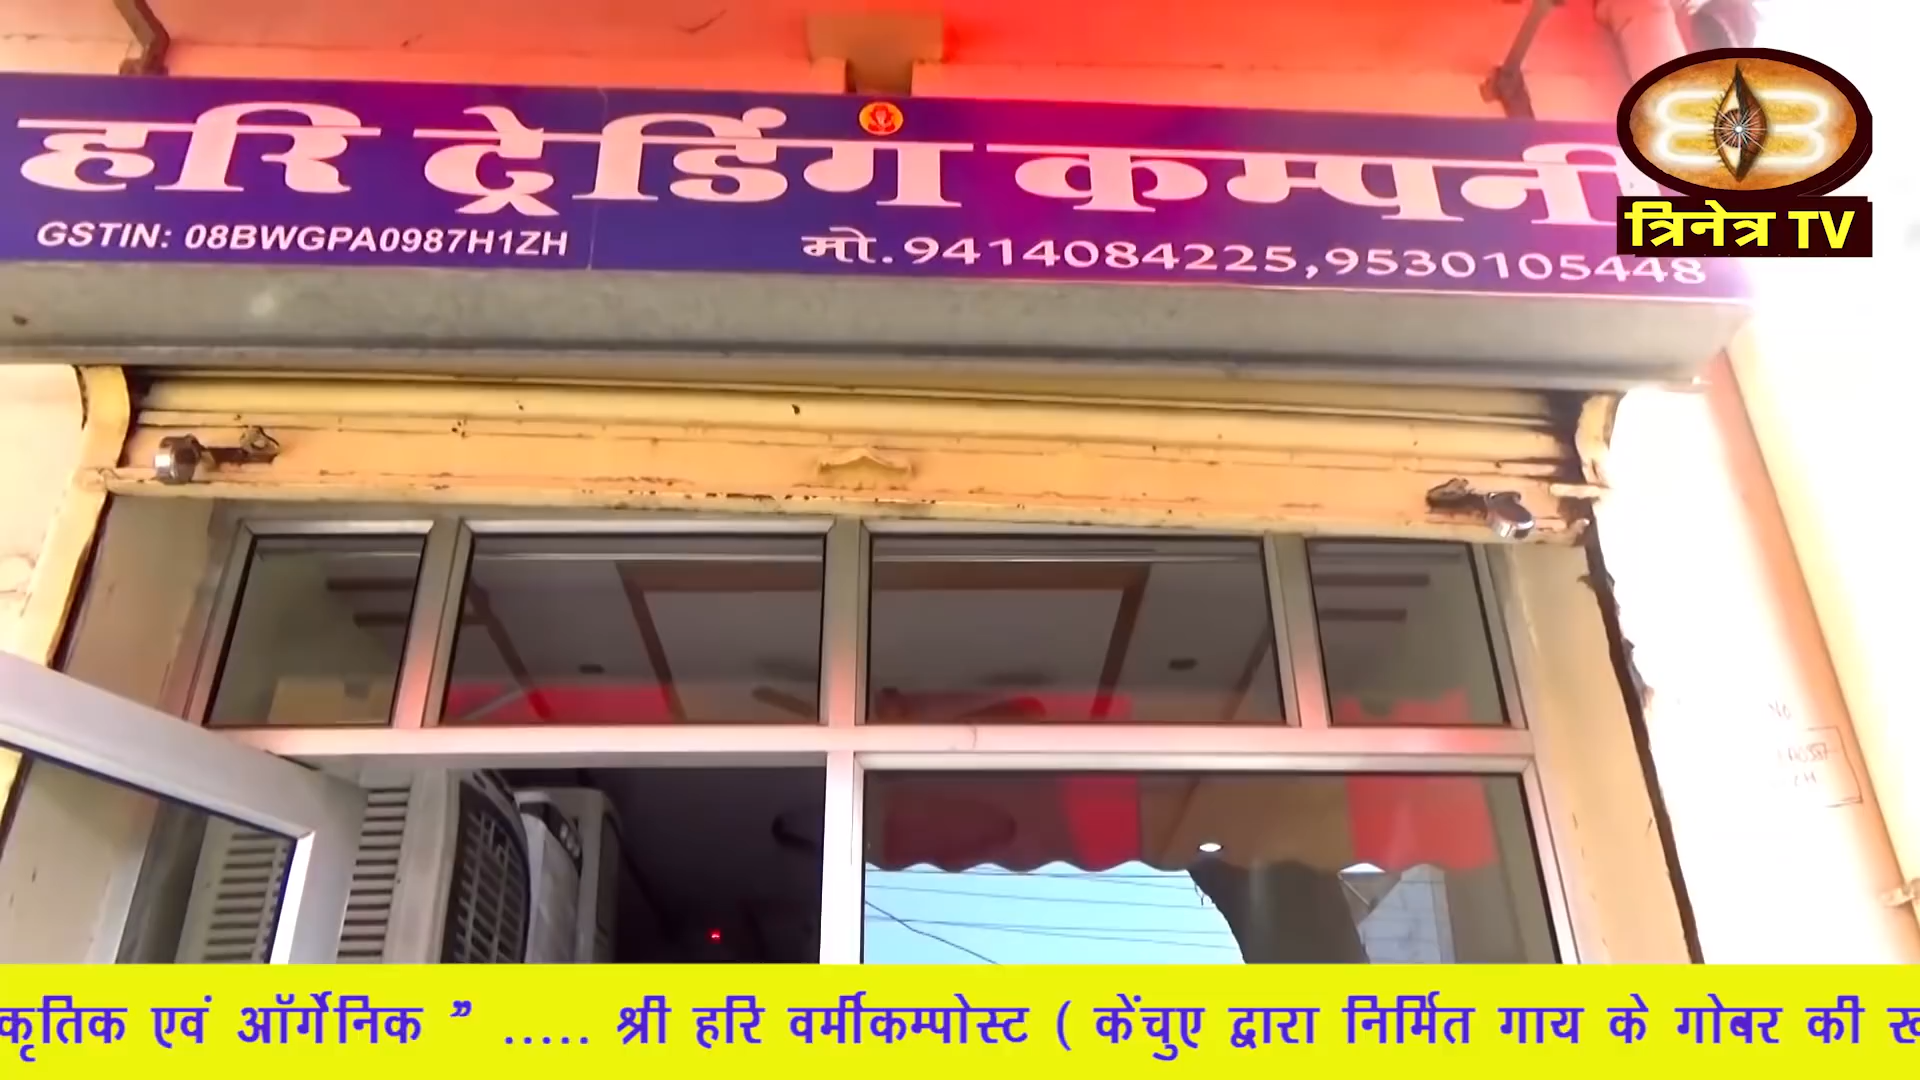 हरि ट्रेडिंग कम्पनी
GSTIN: 08BWGPA0987H1ZH
मो.9414084225,9530105448
त्रिनेत्र TV
कृतिक एवं ऑर्गेनिक ” ..... श्री हरि वर्मीकम्पोस्ट ( केंचुए द्वारा निर्मित गाय के गोबर की